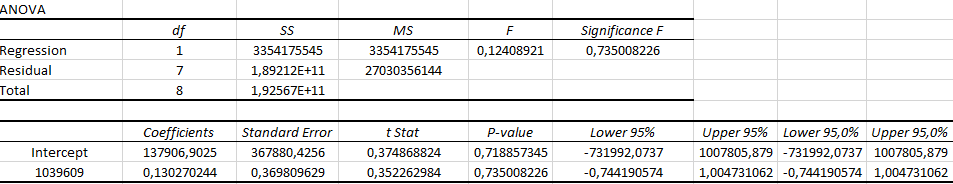 ANOVA
df SS MS F Significance F
Regression 1 3354175545 3354175545 0,12408921 0,735008226
Residual 7 1,89212E+11 27030356144
Total 8 1,92567E+11
Coefficients Standard Error t Stat P-value Lower 95% Upper 95% Lower 95,0% Upper 95,0%
Intercept 137906,9025 367880,4256 0,374868824 0,718857345 -731992,0737 1007805,879 -731992,0737 1007805,879
1039609 0,130270244 0,369809629 0,352262984 0,735008226 -0,744190574 1,004731062 -0,744190574 1,004731062